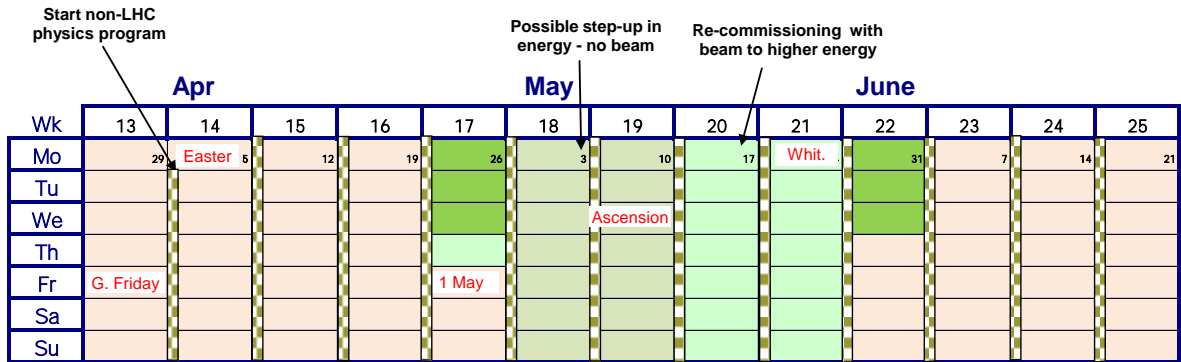 Start non-LHC
physics program
Possible step-up in
energy - no beam
Re-commissioning with
beam to higher energy
Apr May June
Wk 13 14 15 16 17 18 19 20 21 22 23 24 25
Mo 29 Easter 5 12 19 26 3 10 17 Whit. 31 7 14 21
Tu
We Ascension
Th
Fr G. Friday 1 May
Sa
Su